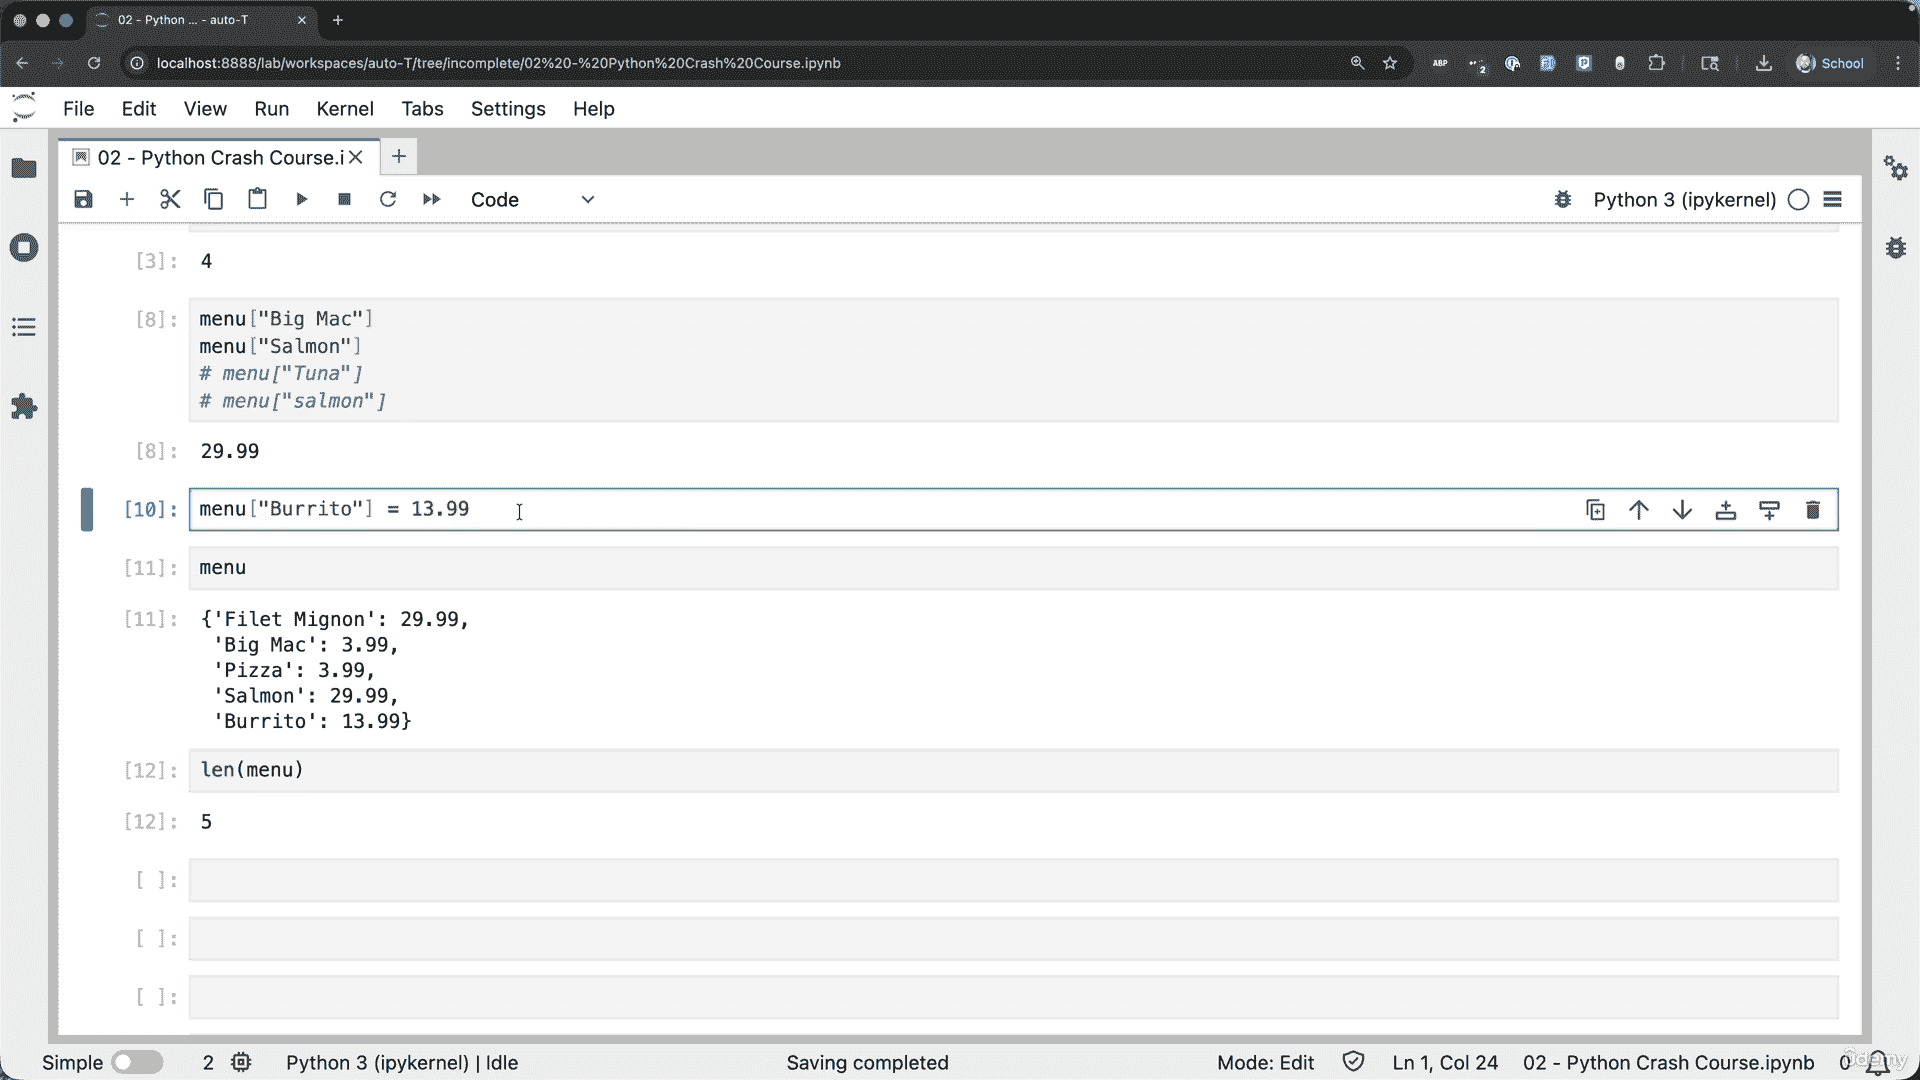 02 - Python ... - auto-T
localhost:8888/lab/workspaces/auto-T/tree/incomplete/02%20-%20Python%20Crash%20Course.ipynb
ABP
2
School
File Edit View Run Kernel Tabs Settings Help
02 - Python Crash Course.i
Code
Python 3 (ipykernel)
[3]: 4
[8]: menu["Big Mac"]
menu["Salmon"]
# menu["Tuna"]
# menu["salmon"]
[8]: 29.99
[10]: menu["Burrito"] = 13.99
[11]: menu
[11]: {'Filet Mignon': 29.99,
'Big Mac': 3.99,
'Pizza': 3.99,
'Salmon': 29.99,
'Burrito': 13.99}
[12]: len(menu)
[12]: 5
[ ]:
[ ]:
[ ]:
Simple 2 Python 3 (ipykernel) | Idle Saving completed Mode: Edit Ln 1, Col 24 02 - Python Crash Course.ipynb 0
udemy